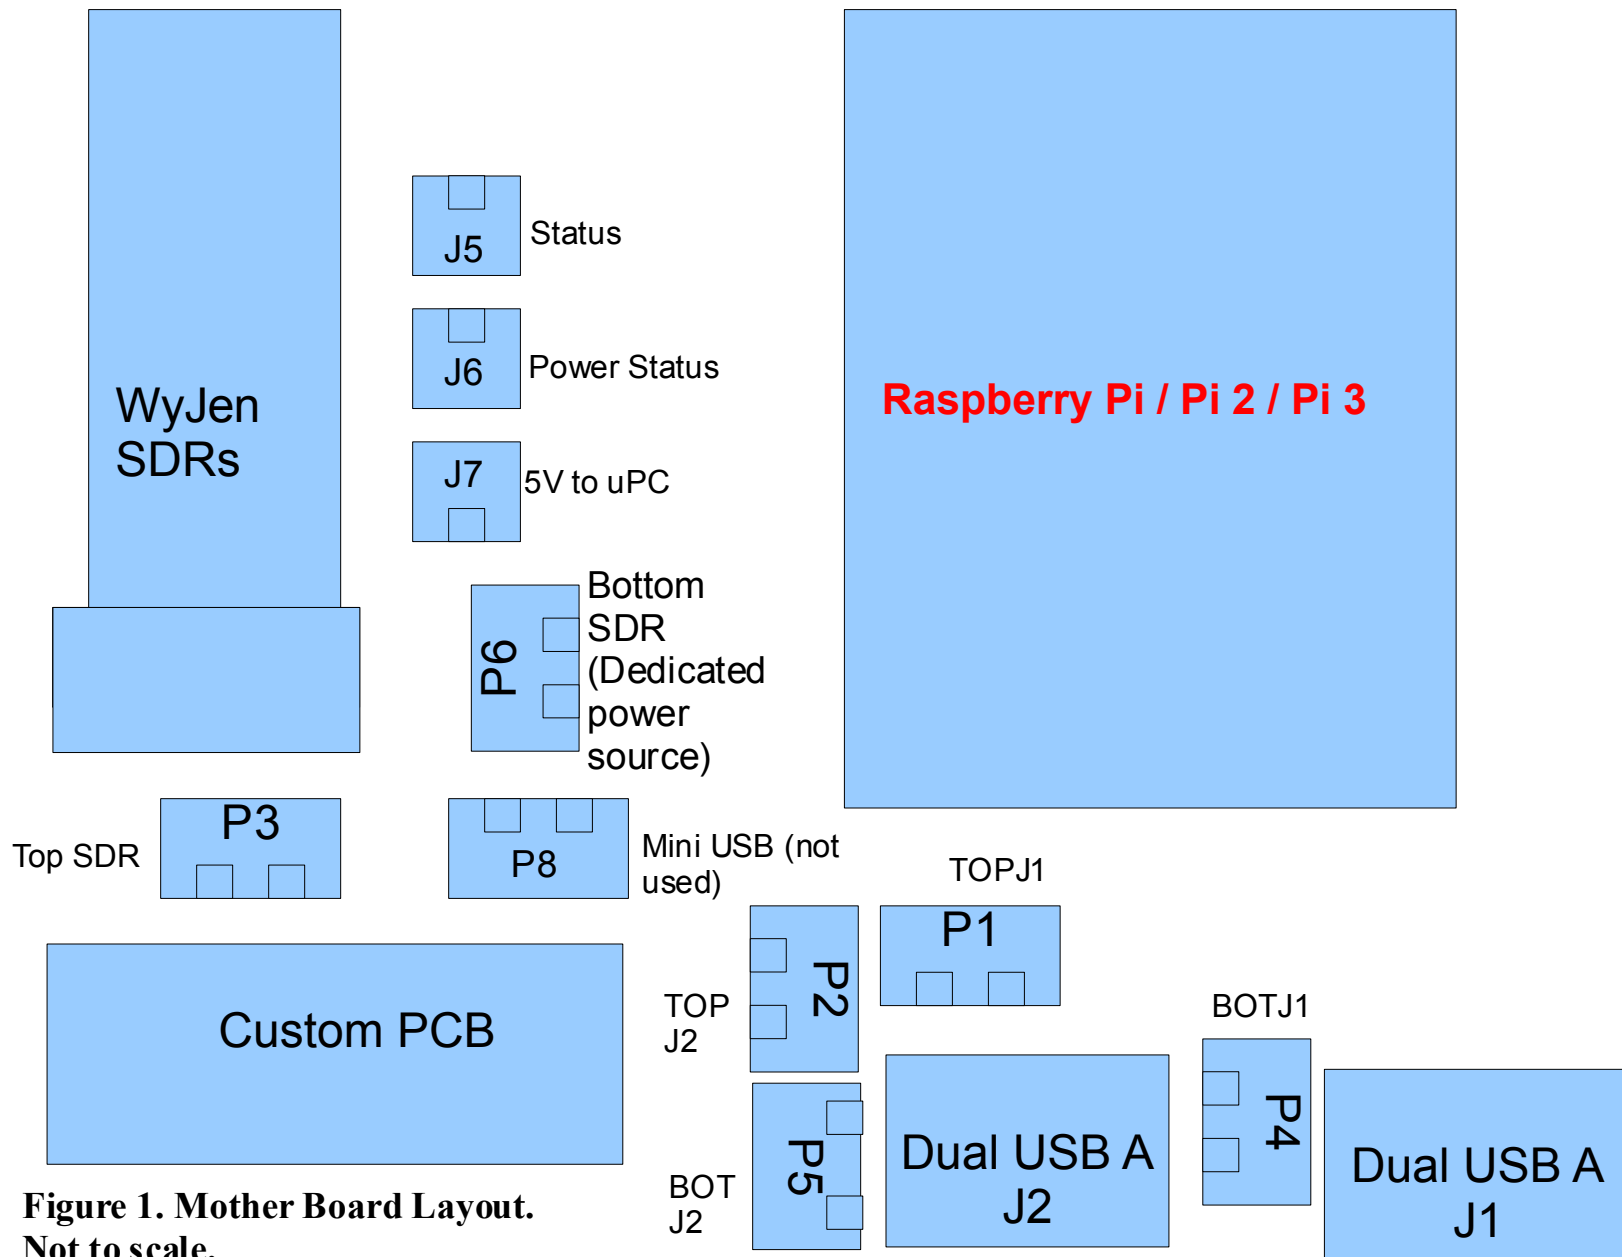 J5
Status
J6
Power Status
J7
5V to uPC
WyJen
SDRs
Raspberry Pi / Pi 2 / Pi 3
P6
Bottom
SDR
(Dedicated
power
source)
Top SDR
P3
P8
Mini USB (not
used)
TOPJ1
P1
P2
TOP
J2
Custom PCB
BOTJ1
P4
P5
BOT
J2
Dual USB A
J2
Dual USB A
J1
Figure 1. Mother Board Layout.
Not to scale.